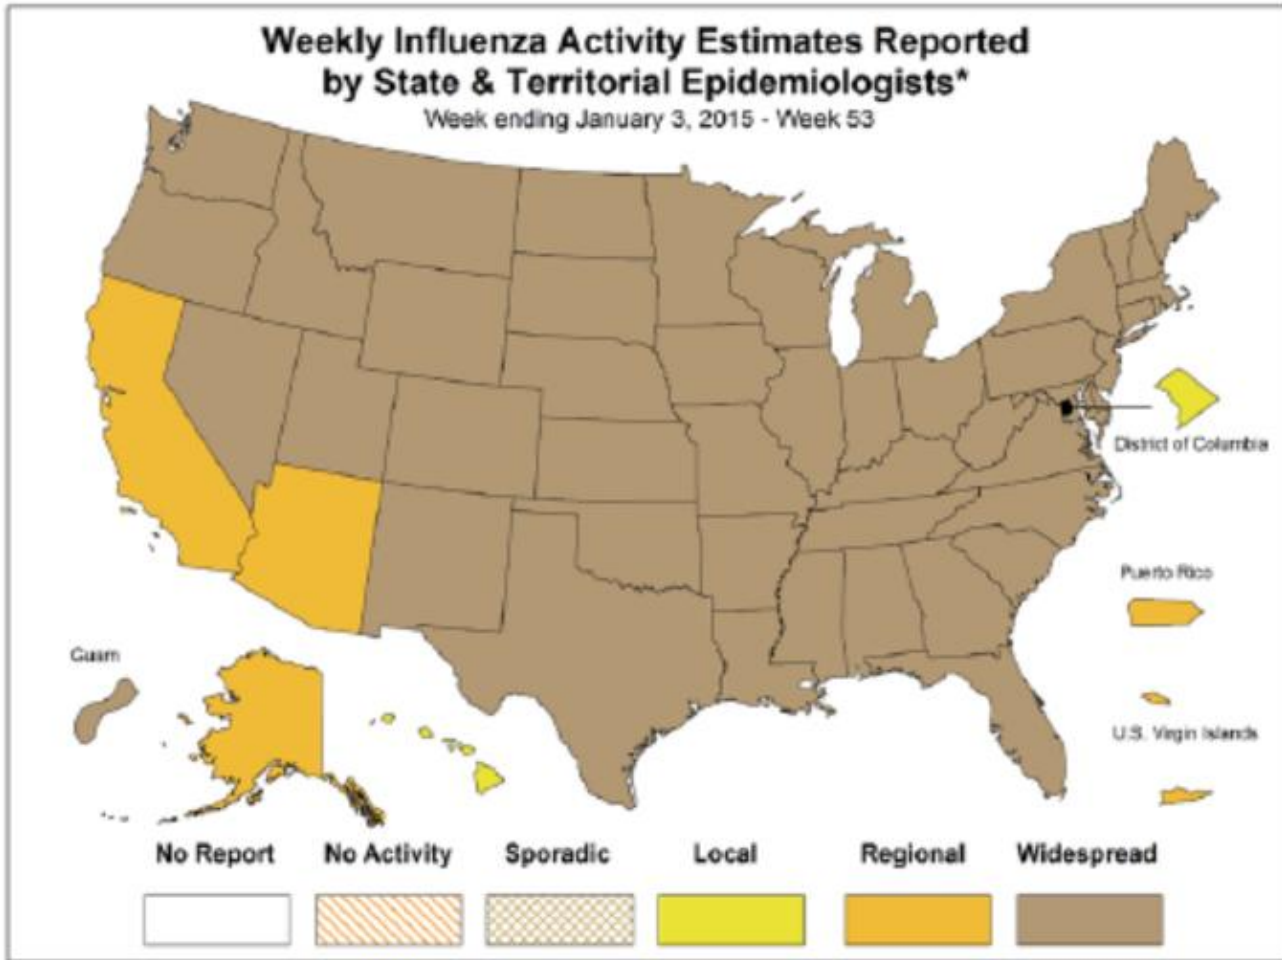 Weekly Influenza Activity Estimates Reported
by State & Territorial Epidemiologists*
Week ending January 3, 2015 - Week 53
District of Columbia
Puerto Rico
Guam
U.S. Virgin Islands
No Report
No Activity
Sporadic
Local
Regional
Widespread